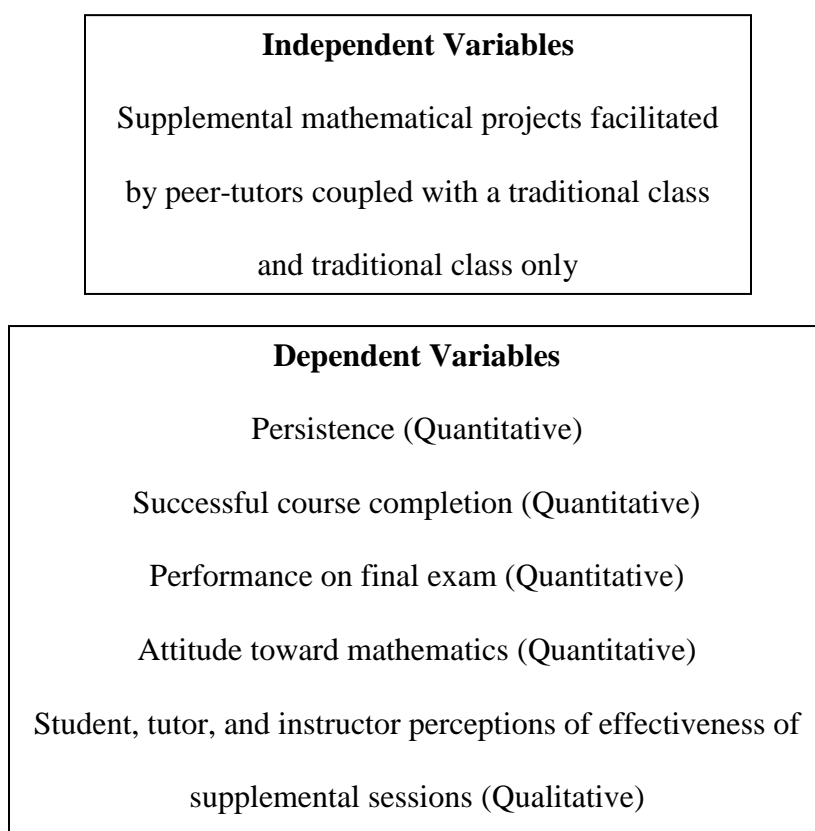 Independent Variables
Supplemental mathematical projects facilitated
by peer-tutors coupled with a traditional class
and traditional class only
Dependent Variables
Persistence (Quantitative)
Successful course completion (Quantitative)
Performance on final exam (Quantitative)
Attitude toward mathematics (Quantitative)
Student, tutor, and instructor perceptions of effectiveness of
supplemental sessions (Qualitative)